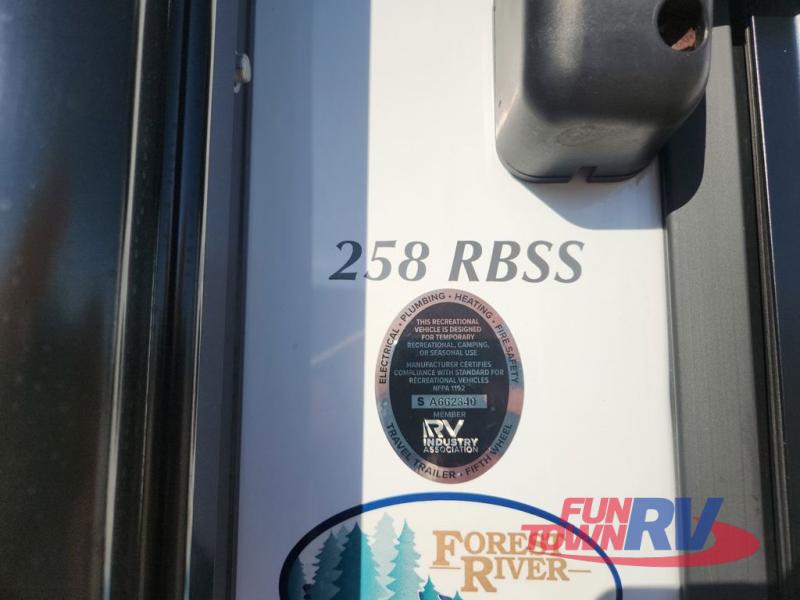 258 RBSS
ELECTRICAL • PLUMBING • HEATING • FIRE SAFETY
THIS RECREATIONAL
VEHICLE IS DESIGNED
FOR TEMPORARY
RECREATIONAL, CAMPING,
OR SEASONAL USE
MANUFACTURER CERTIFIES
COMPLIANCE WITH STANDARD FOR
RECREATIONAL VEHICLES
NFPA 1192
S A662340
MEMBER
RV
INDUSTRY
ASSOCIATION
TRAVEL TRAILER • FIFTH WHEEL
FOREST
RIVER
FUN
TOWN
RV